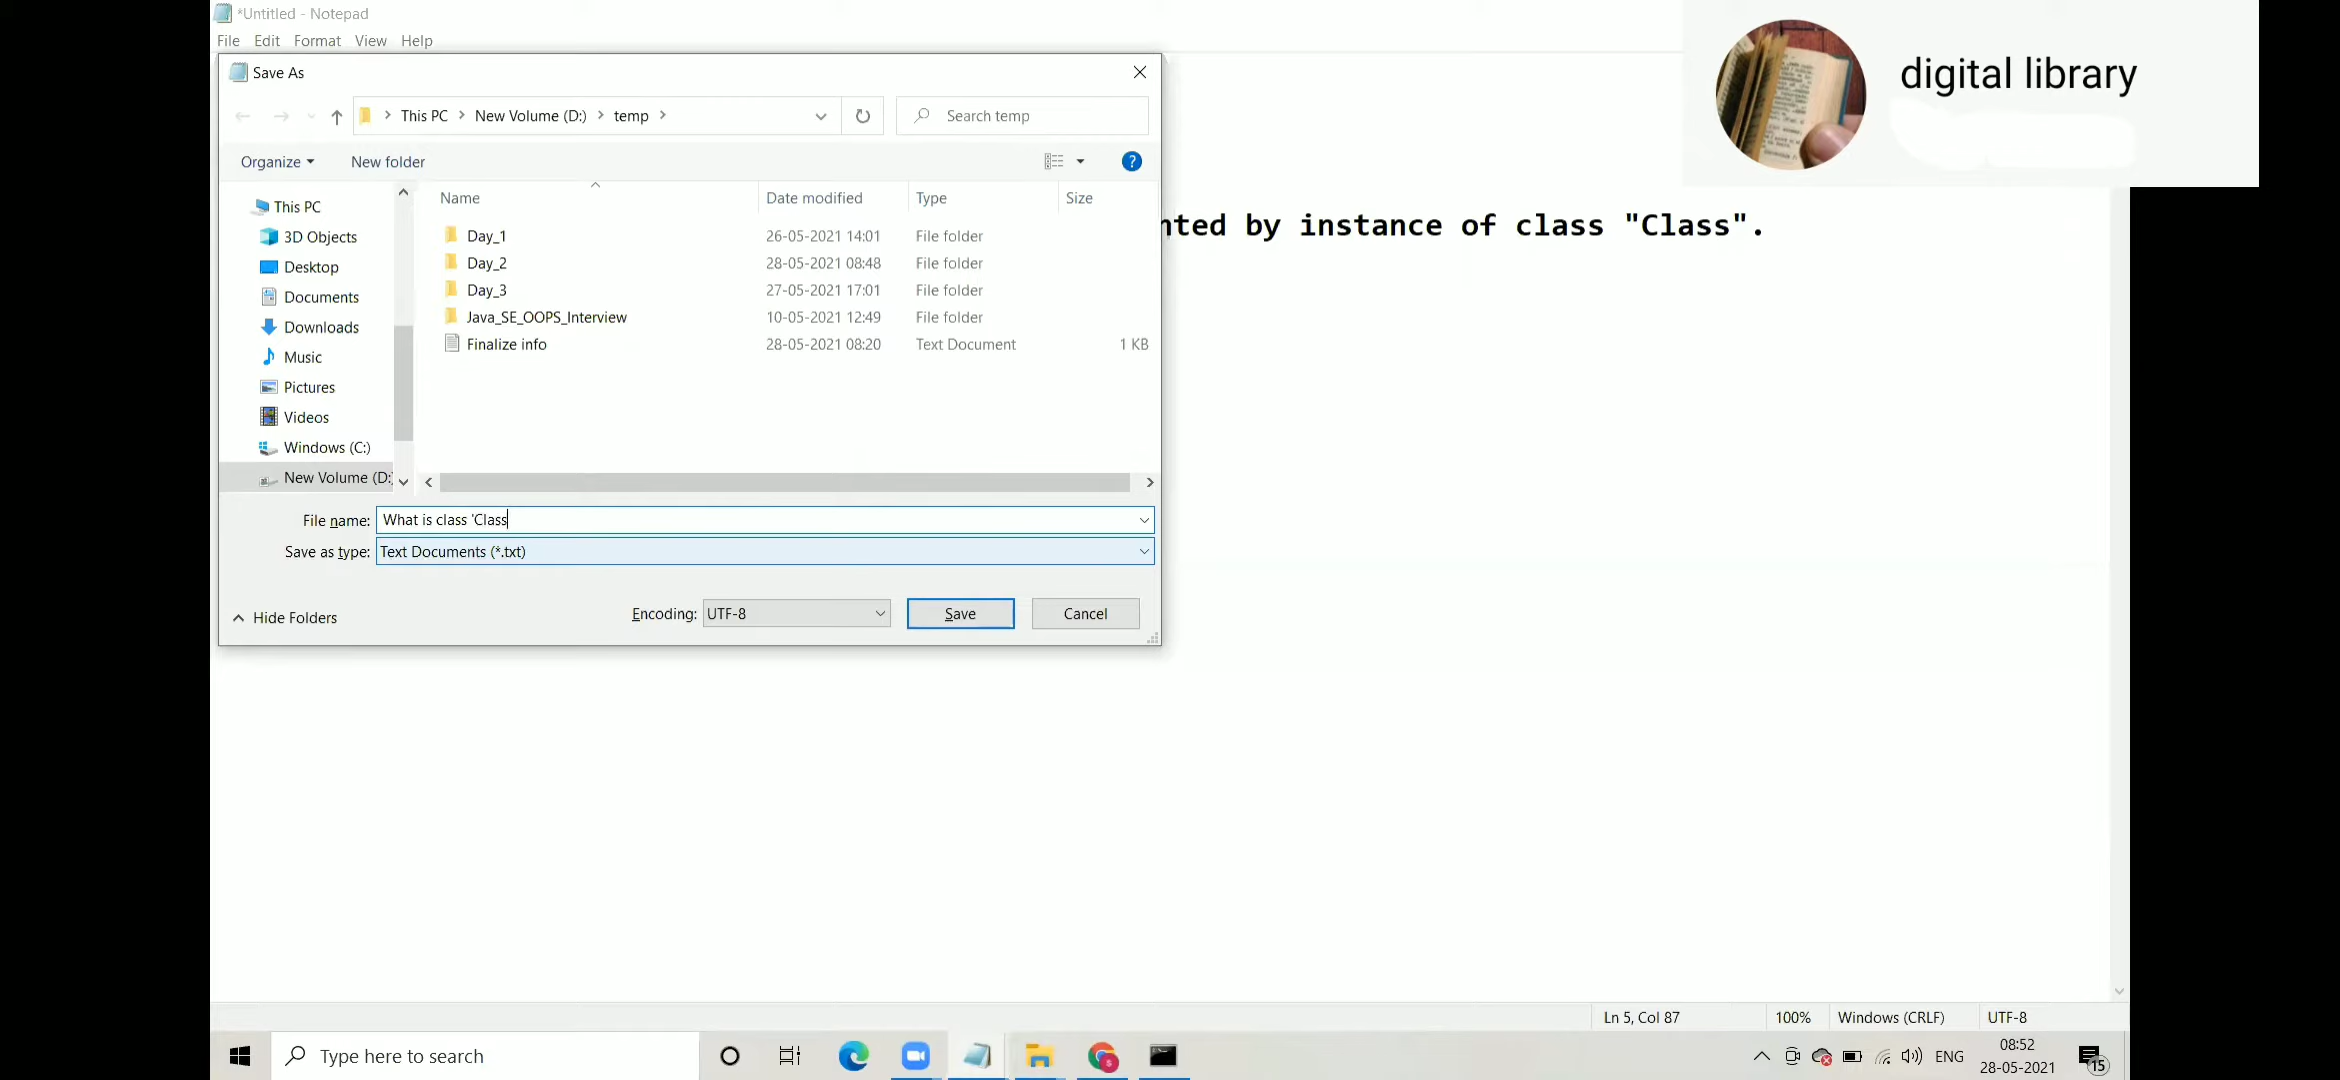 *Untitled - Notepad
File Edit Format View Help
digital library
Save As
This PC New Volume (D:) temp
Search temp
Organize New folder
Name Date modified Type Size
This PC
3D Objects
Desktop
Documents
Downloads
Music
Pictures
Videos
Windows (C:)
New Volume (D:)
Day_1 26-05-2021 14:01 File folder
Day_2 28-05-2021 08:48 File folder
Day_3 27-05-2021 17:01 File folder
Java_SE_OOPS_Interview 10-05-2021 12:49 File folder
Finalize info 28-05-2021 08:20 Text Document 1 KB
by instance of class "Class".
File name: What is class 'Class
Save as type: Text Documents (*.txt)
Hide Folders
Encoding: UTF-8 Save Cancel
Ln 5, Col 87 100% Windows (CRLF) UTF-8
Type here to search
ENG
08:52
28-05-2021
15